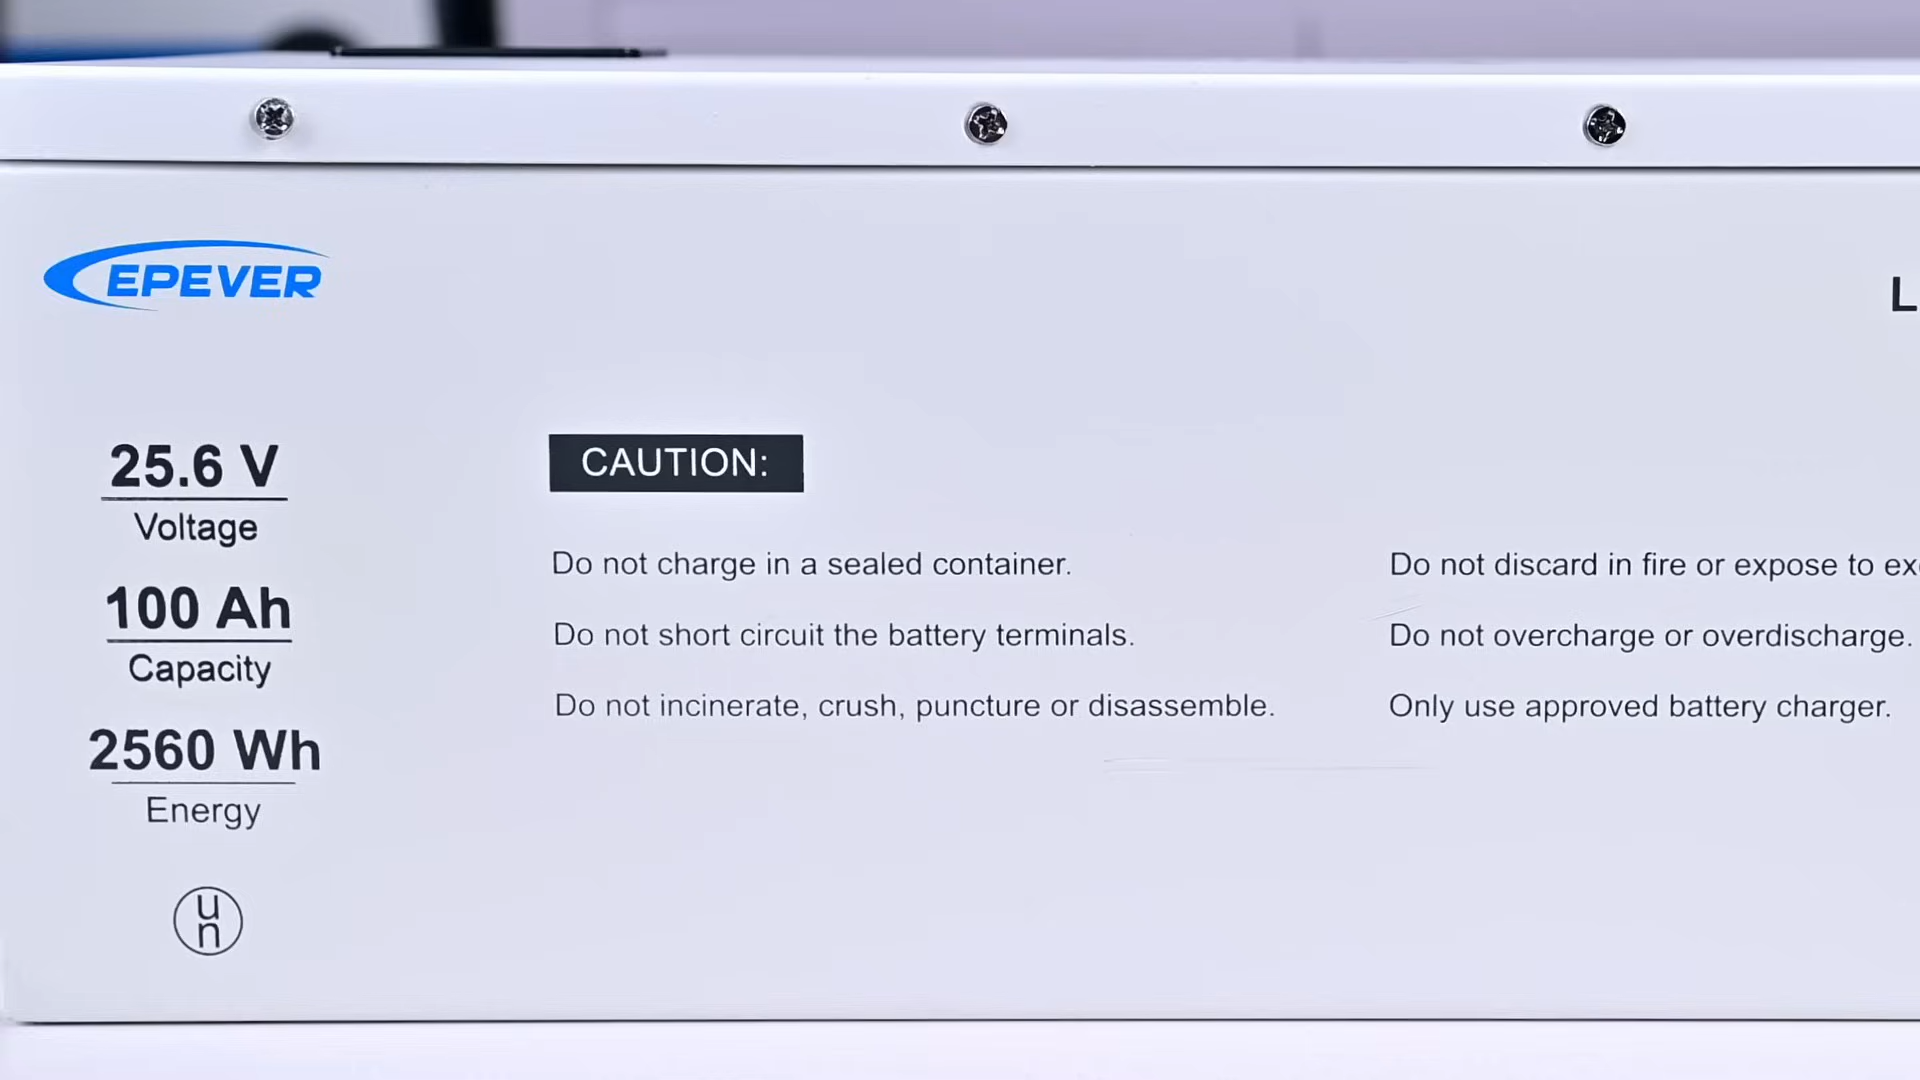 EPEVER
25.6 V
Voltage
100 Ah
Capacity
2560 Wh
Energy
un
CAUTION:
Do not charge in a sealed container.
Do not short circuit the battery terminals.
Do not incinerate, crush, puncture or disassemble.
L
Do not discard in fire or expose to
Do not overcharge or overdischarge.
Only use approved battery charger.